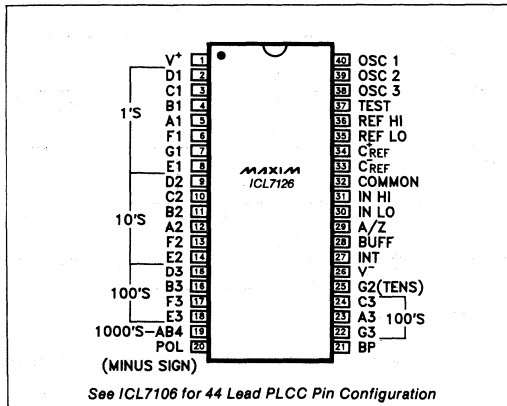 V+ 1 40 OSC 1
D1 2 39 OSC 2
C1 3 38 OSC 3
B1 4 37 TEST
1'S A1 5 36 REF HI
F1 6 35 REF LO
G1 7 34 C+REF
E1 8 33 C-REF
MAXIM
ICL7126
D2 9 32 COMMON
C2 10 31 IN HI
10'S B2 11 30 IN LO
A2 12 29 A/Z
F2 13 28 BUFF
E2 14 27 INT
D3 15 26 V-
100'S B3 16 25 G2(TENS)
F3 17 24 C3
E3 18 23 A3 100'S
1000'S-AB4 19 22 G3
POL 20 21 BP
(MINUS SIGN)
See ICL7106 for 44 Lead PLCC Pin Configuration